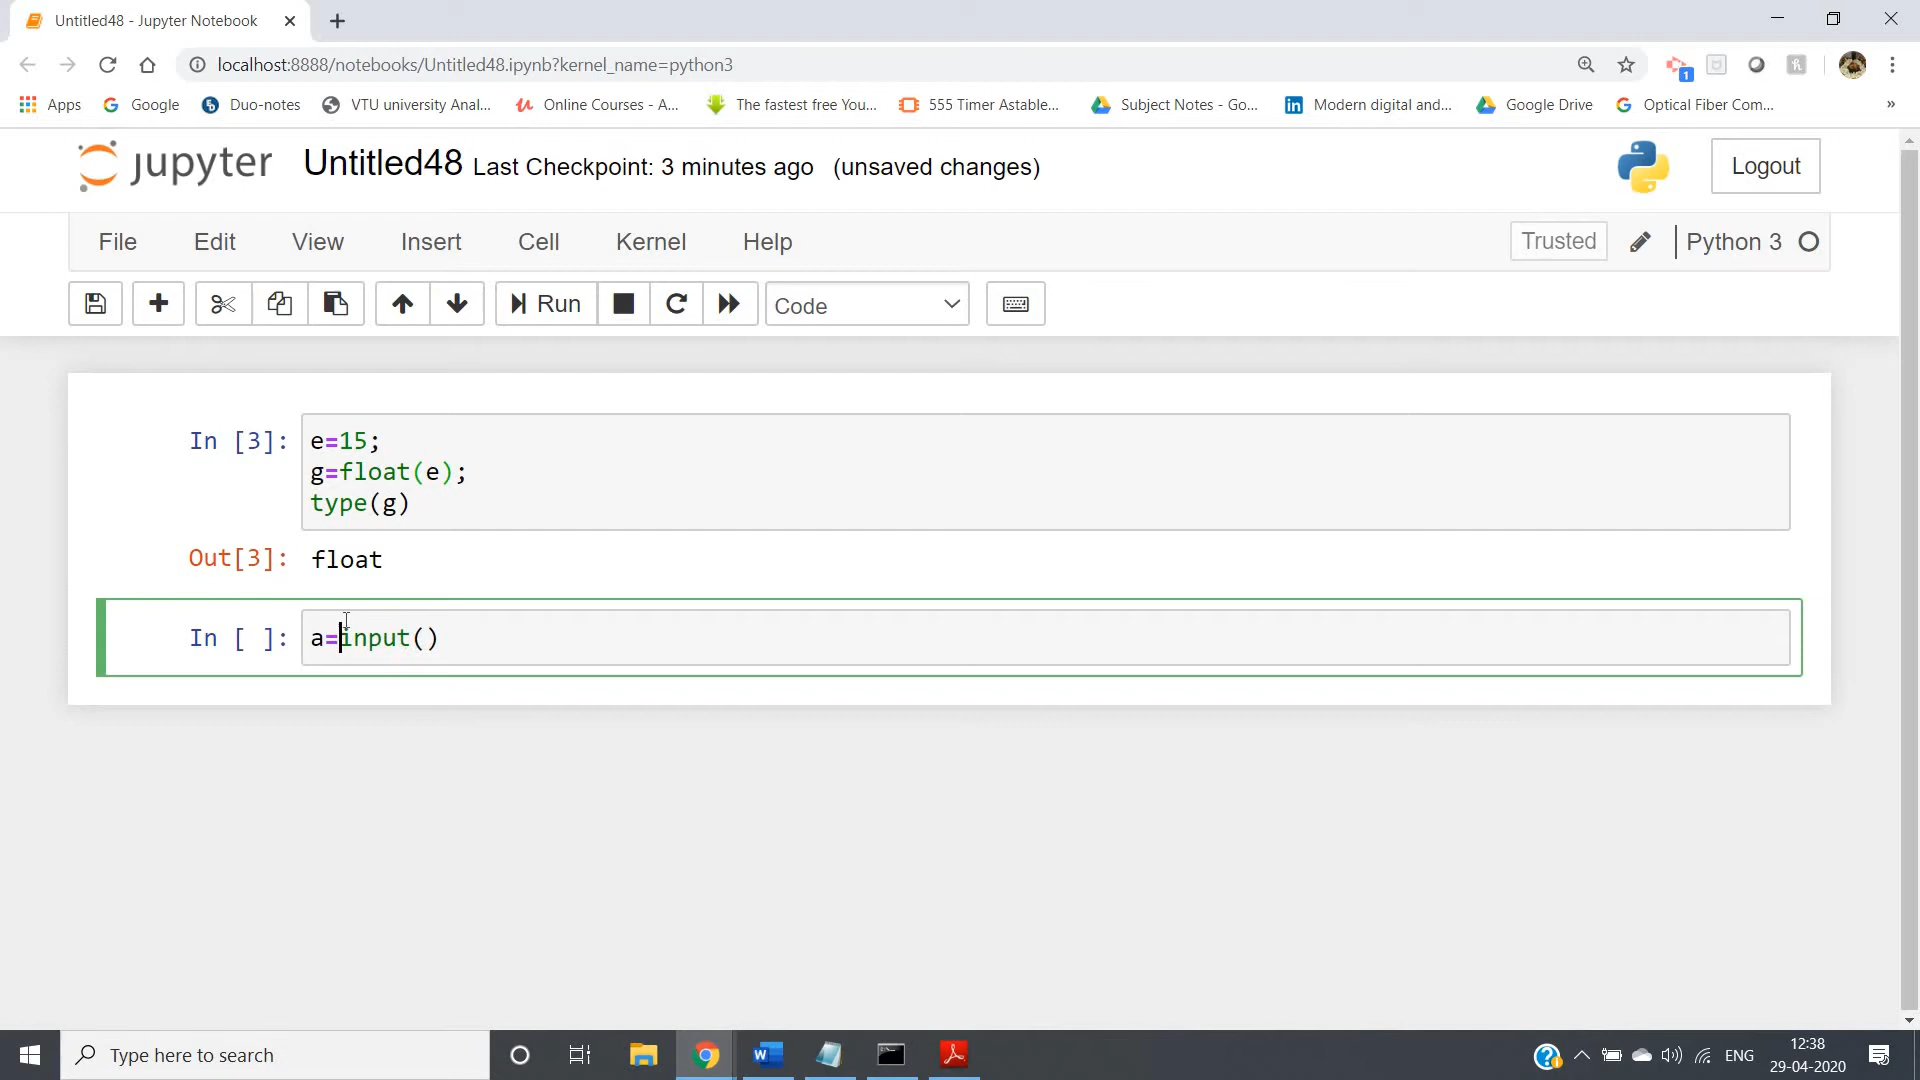 Untitled48 - Jupyter Notebook
localhost:8888/notebooks/Untitled48.ipynb?kernel_name=python3
1
Apps Google Duo-notes VTU university Anal... Online Courses - A... The fastest free You... 555 Timer Astable... Subject Notes - Go... Modern digital and... Google Drive Optical Fiber Com... »
jupyter Untitled48 Last Checkpoint: 3 minutes ago (unsaved changes) Logout
File Edit View Insert Cell Kernel Help Trusted Python 3
Run Code
In [3]: e=15;
g=float(e);
type(g)
Out[3]: float
In [ ]: a=input()
Type here to search ENG 12:38
29-04-2020